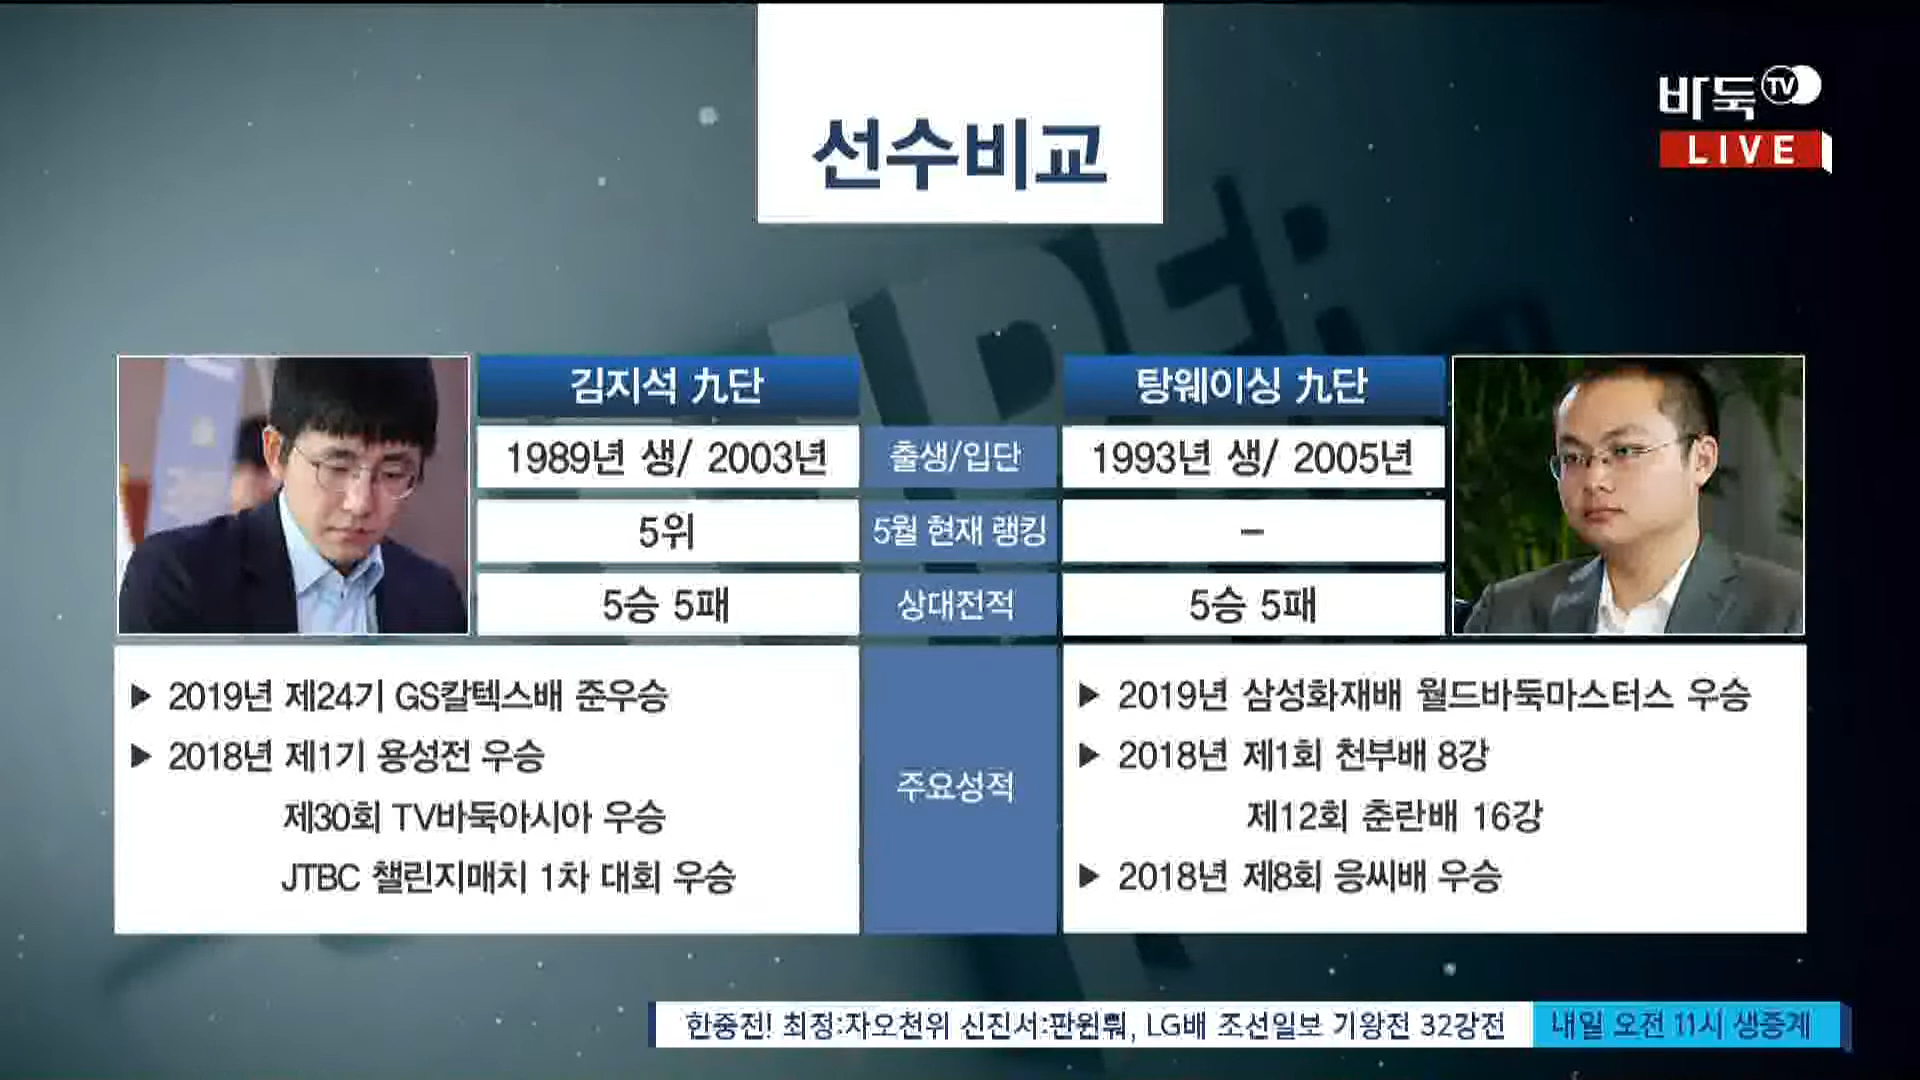 선수비교
바둑TV
LIVE
김지석 九단
탕웨이싱 九단
1989년 생/ 2003년
출생/입단
1993년 생/ 2005년
5위
5월 현재 랭킹
–
5승 5패
상대전적
5승 5패
▶ 2019년 제24기 GS칼텍스배 준우승
▶ 2018년 제1기 용성전 우승
제30회 TV바둑아시아 우승
JTBC 챌린지매치 1차 대회 우승
주요성적
▶ 2019년 삼성화재배 월드바둑마스터스 우승
▶ 2018년 제1회 천부배 8강
제12회 춘란배 16강
▶ 2018년 제8회 응씨배 우승
한중전! 최정:자오천위 신진서:판윈뤄, LG배 조선일보 기왕전 32강전
내일 오전 11시 생중계